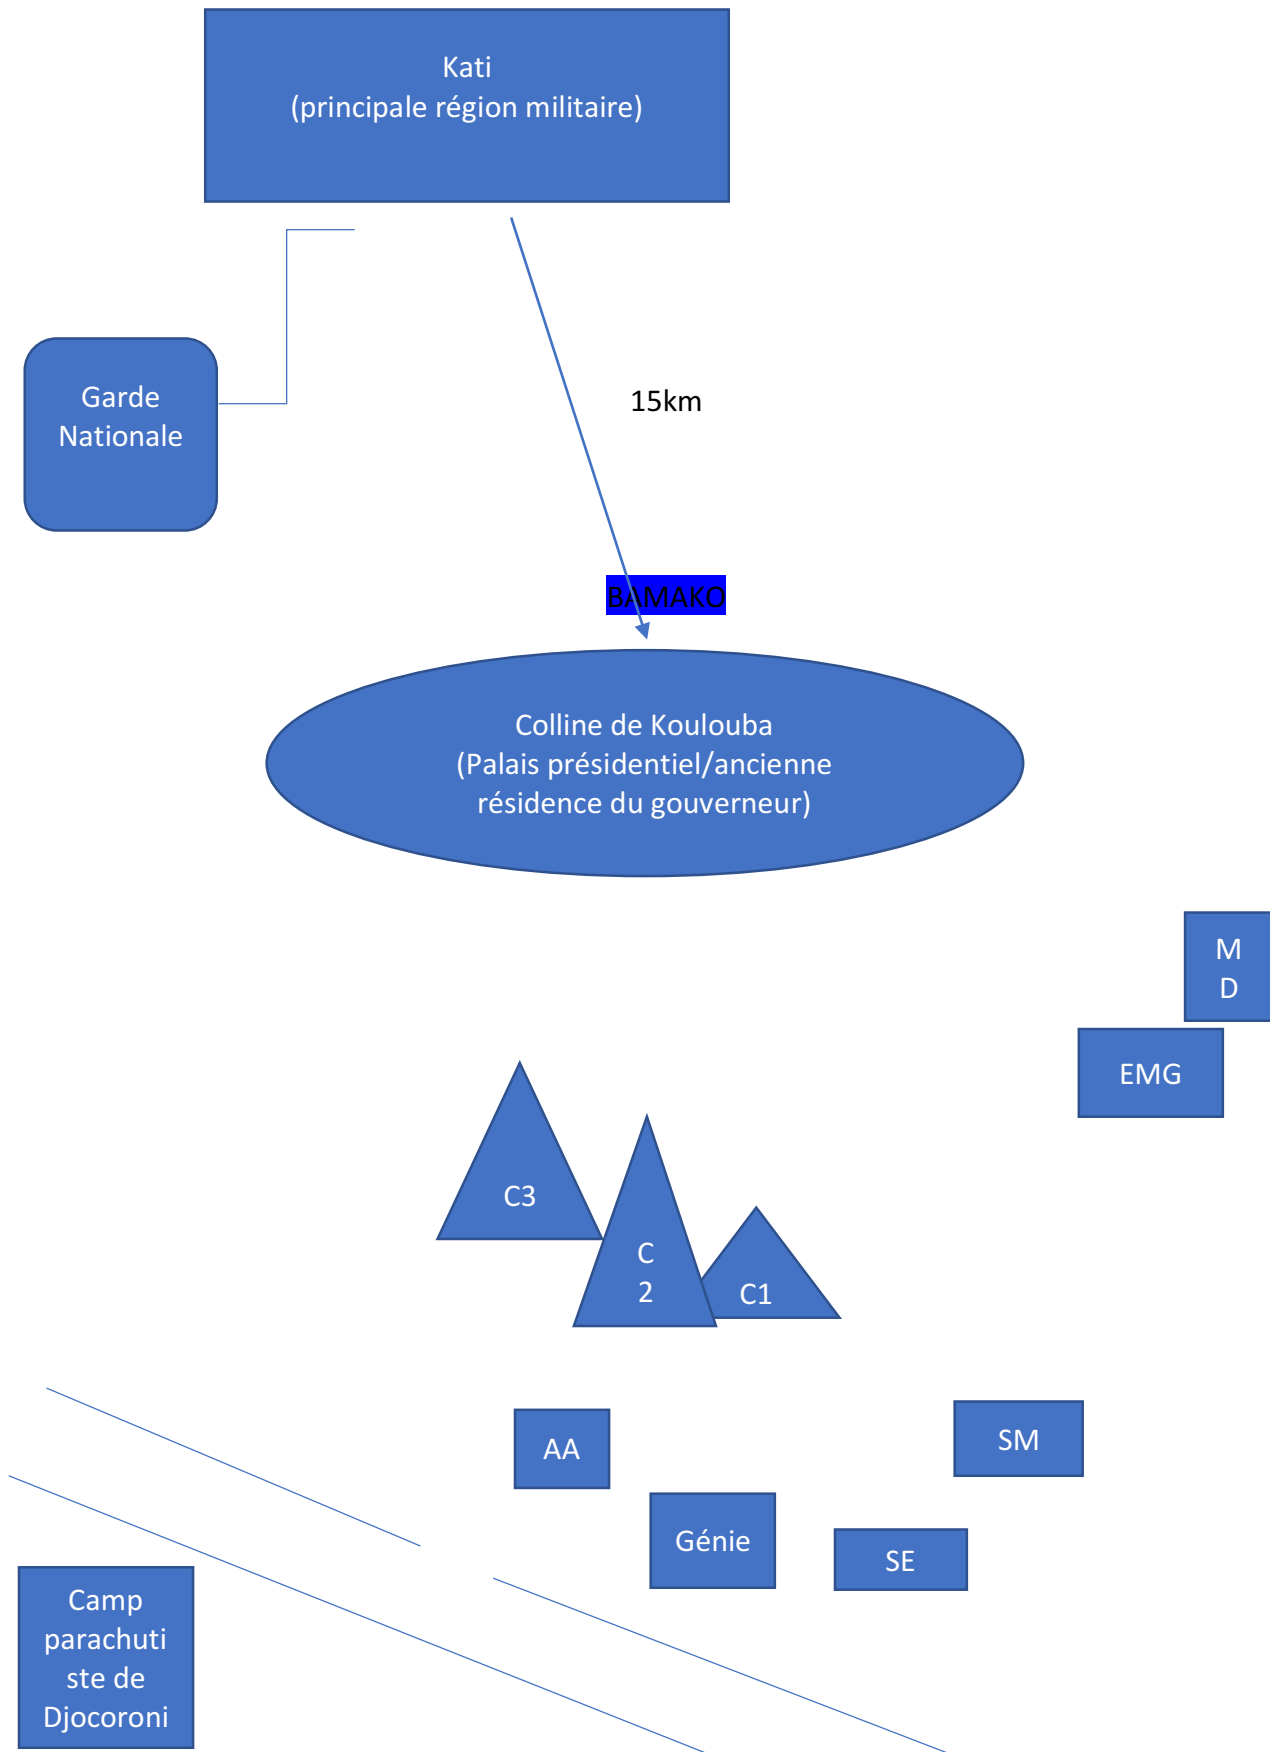 Kati
(principale région militaire)
Garde
Nationale
15km
BAMAKO
Colline de Koulouba
(Palais présidentiel/ancienne
résidence du gouverneur)
M
D
EMG
C3
C
2
C1
AA
SM
Génie
SE
Camp
parachuti
ste de
Djocoroni